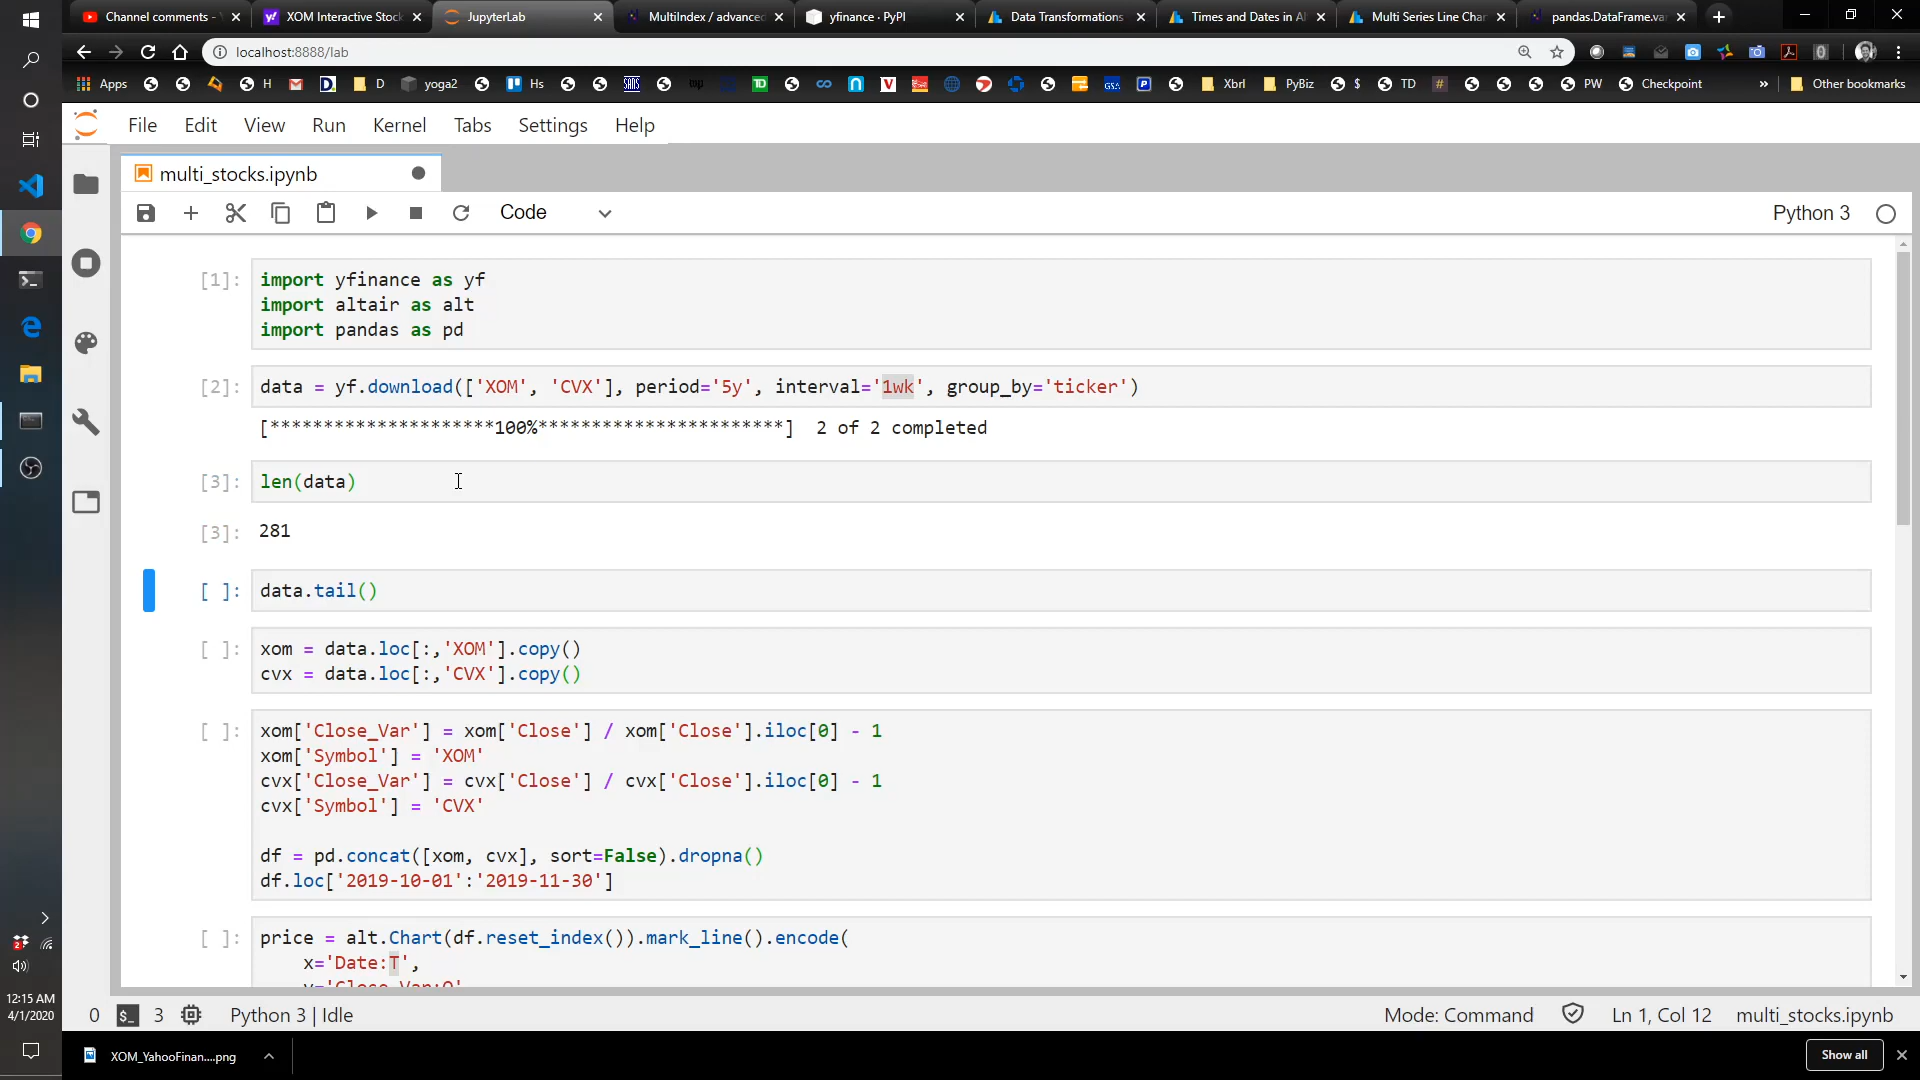 Channel comments -
XOM Interactive Stock
JupyterLab
MultiIndex / advanced
yfinance · PyPI
Data Transformations
Times and Dates in Al
Multi Series Line Char
pandas.DataFrame.va
localhost:8888/lab
Apps
H
D
yoga2
Hs
TD
Xbrl
PyBiz
$
TD
#
PW
Checkpoint
»
Other bookmarks
File Edit View Run Kernel Tabs Settings Help
multi_stocks.ipynb
Code
Python 3
[1]: import yfinance as yf
import altair as alt
import pandas as pd
[2]: data = yf.download(['XOM', 'CVX'], period='5y', interval='1wk', group_by='ticker')
[*********************100%***********************] 2 of 2 completed
[3]: len(data)
[3]: 281
[ ]: data.tail()
[ ]: xom = data.loc[:,'XOM'].copy()
cvx = data.loc[:,'CVX'].copy()
[ ]: xom['Close_Var'] = xom['Close'] / xom['Close'].iloc[0] - 1
xom['Symbol'] = 'XOM'
cvx['Close_Var'] = cvx['Close'] / cvx['Close'].iloc[0] - 1
cvx['Symbol'] = 'CVX'
df = pd.concat([xom, cvx], sort=False).dropna()
df.loc['2019-10-01':'2019-11-30']
[ ]: price = alt.Chart(df.reset_index()).mark_line().encode(
x='Date:T',
y='Close_Var:Q'
0
3
Python 3 | Idle
Mode: Command
Ln 1, Col 12
multi_stocks.ipynb
12:15 AM
4/1/2020
XOM_YahooFinan....png
Show all